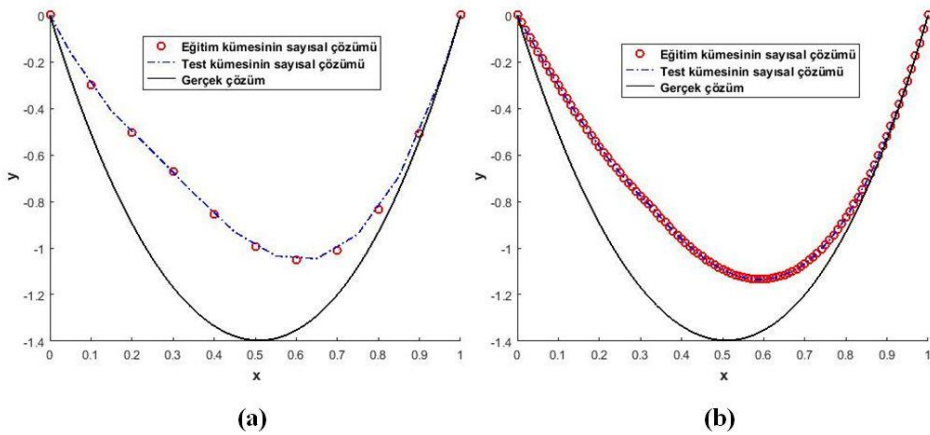 0
-0.2
-0.4
-0.6
-0.8
-1
-1.2
-1.4
y
0 0.1 0.2 0.3 0.4 0.5 0.6 0.7 0.8 0.9 1
x
Eğitim kümesinin sayısal çözümü
Test kümesinin sayısal çözümü
Gerçek çözüm
(a)
0
-0.2
-0.4
-0.6
-0.8
-1
-1.2
-1.4
y
0 0.1 0.2 0.3 0.4 0.5 0.6 0.7 0.8 0.9 1
x
Eğitim kümesinin sayısal çözümü
Test kümesinin sayısal çözümü
Gerçek çözüm
(b)